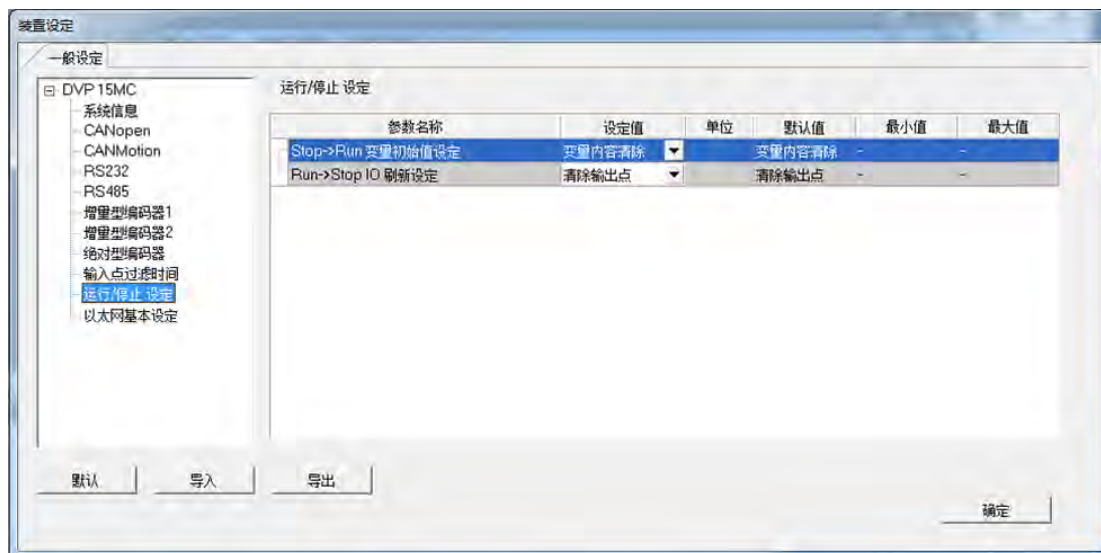 装置设定
一般设定
DVP 15MC
系统信息
CANopen
CANMotion
RS232
RS485
增量型编码器1
增量型编码器2
绝对型编码器
输入点过滤时间
运行/停止 设定
以太网基本设定
运行/停止 设定
参数名称 设定值 单位 默认值 最小值 最大值
Stop->Run 变量初始值设定 变量内容清除 变量内容清除 - -
Run->Stop IO 刷新设定 清除输出点 清除输出点 - -
默认 导入 导出
确定